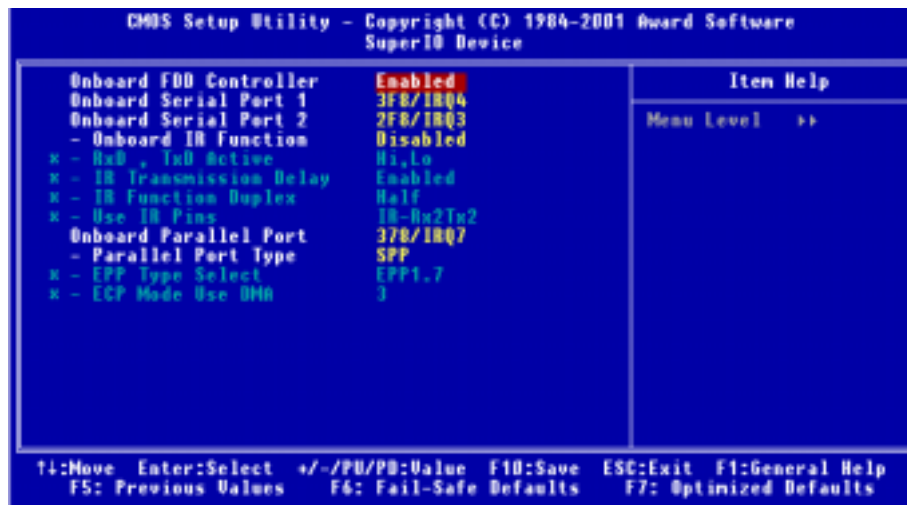 CMOS Setup Utility - Copyright (C) 1984-2001 Award Software
SuperIO Device
Onboard FDD Controller Enabled
Onboard Serial Port 1 3F8/IRQ4
Onboard Serial Port 2 2F8/IRQ3
- Onboard IR Function Disabled
x - RxD , TxD Active Hi,Lo
x - IR Transmission Delay Enabled
x - IR Function Duplex Half
x - Use IR Pins IR-Rx2Tx2
Onboard Parallel Port 378/IRQ7
- Parallel Port Type SPP
x - EPP Type Select EPP1.7
x - ECP Mode Use DMA 3
Item Help
Menu Level ▸▸
↑↓:Move Enter:Select +/-/PU/PD:Value F10:Save ESC:Exit F1:General Help
F5: Previous Values F6: Fail-Safe Defaults F7: Optimized Defaults